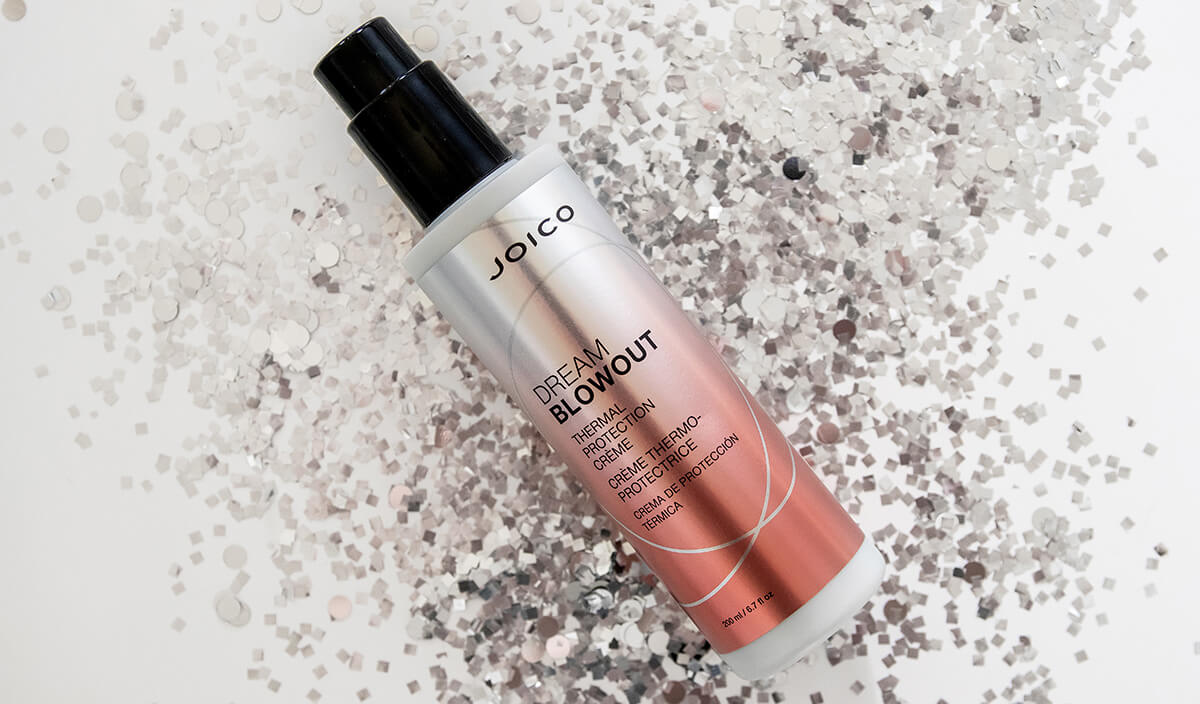 JOICO
DREAM
BLOWOUT
THERMAL
PROTECTION
CRÈME
CRÈME THERMO-
PROTECTRICE
CREMA DE PROTECCIÓN
TÉRMICA
200 ml / 6.7 fl oz